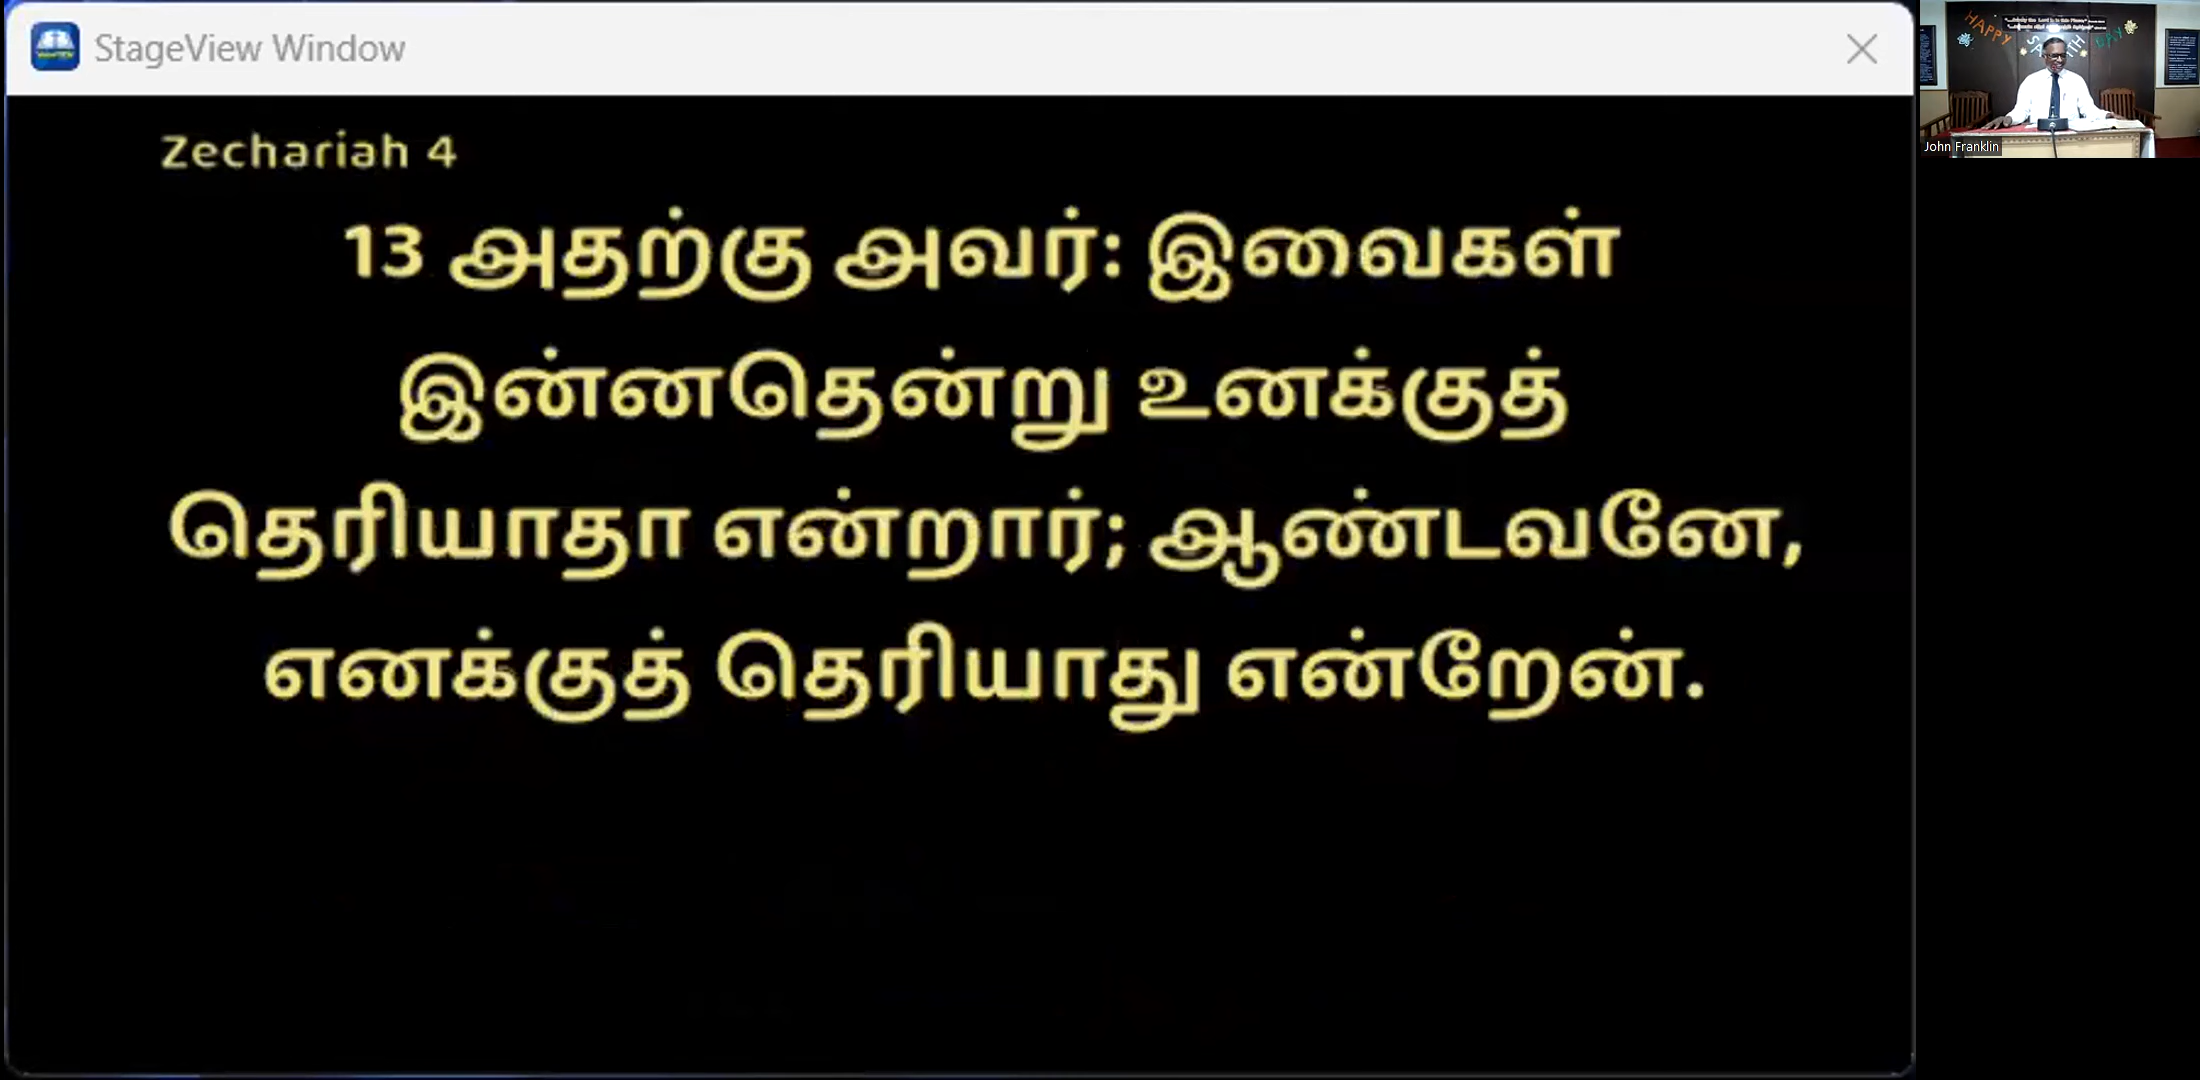 StageView Window
Zechariah 4
13 அதற்கு அவர்: இவைகள்
இன்னதென்று உனக்குத்
தெரியாதா என்றார்; ஆண்டவனே,
எனக்குத் தெரியாது என்றேன்.
HAPPY
John Franklin